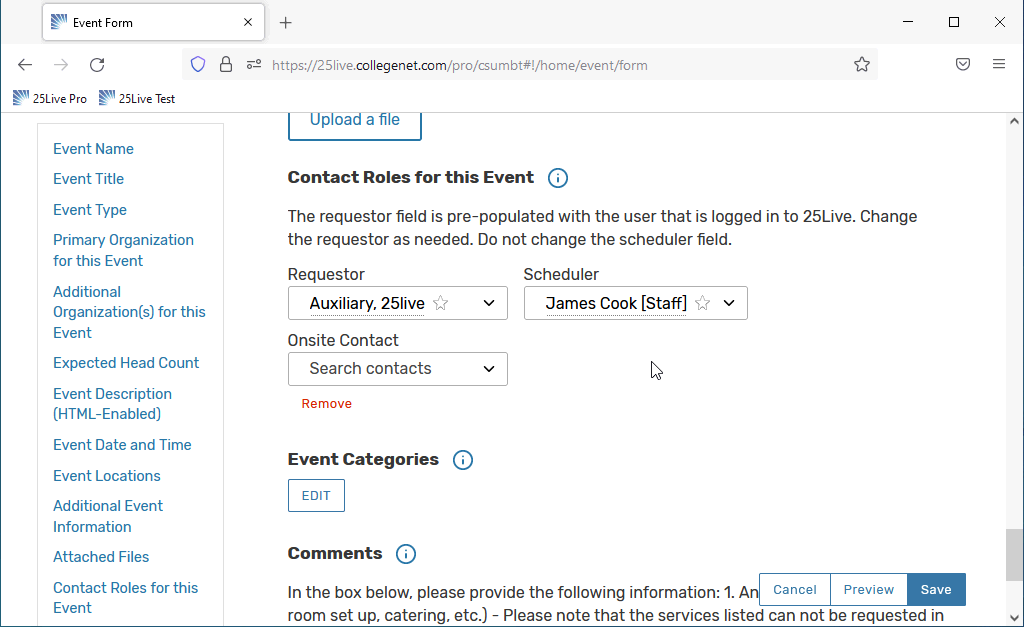 Event Form
https://25live.collegenet.com/pro/csumbt#!/home/event/form
25Live Pro
25Live Test
Event Name
Event Title
Event Type
Primary Organization
for this Event
Additional
Organization(s) for this
Event
Expected Head Count
Event Description
(HTML-Enabled)
Event Date and Time
Event Locations
Additional Event
Information
Attached Files
Contact Roles for this
Event
Upload a file
Contact Roles for this Event
The requestor field is pre-populated with the user that is logged in to 25Live. Change
the requestor as needed. Do not change the scheduler field.
Requestor
Scheduler
Auxiliary, 25live
James Cook [Staff]
Onsite Contact
Search contacts
Remove
Event Categories
EDIT
Comments
In the box below, please provide the following information: 1. An
room set up, catering, etc.) - Please note that the services listed can not be requested in
Cancel
Preview
Save